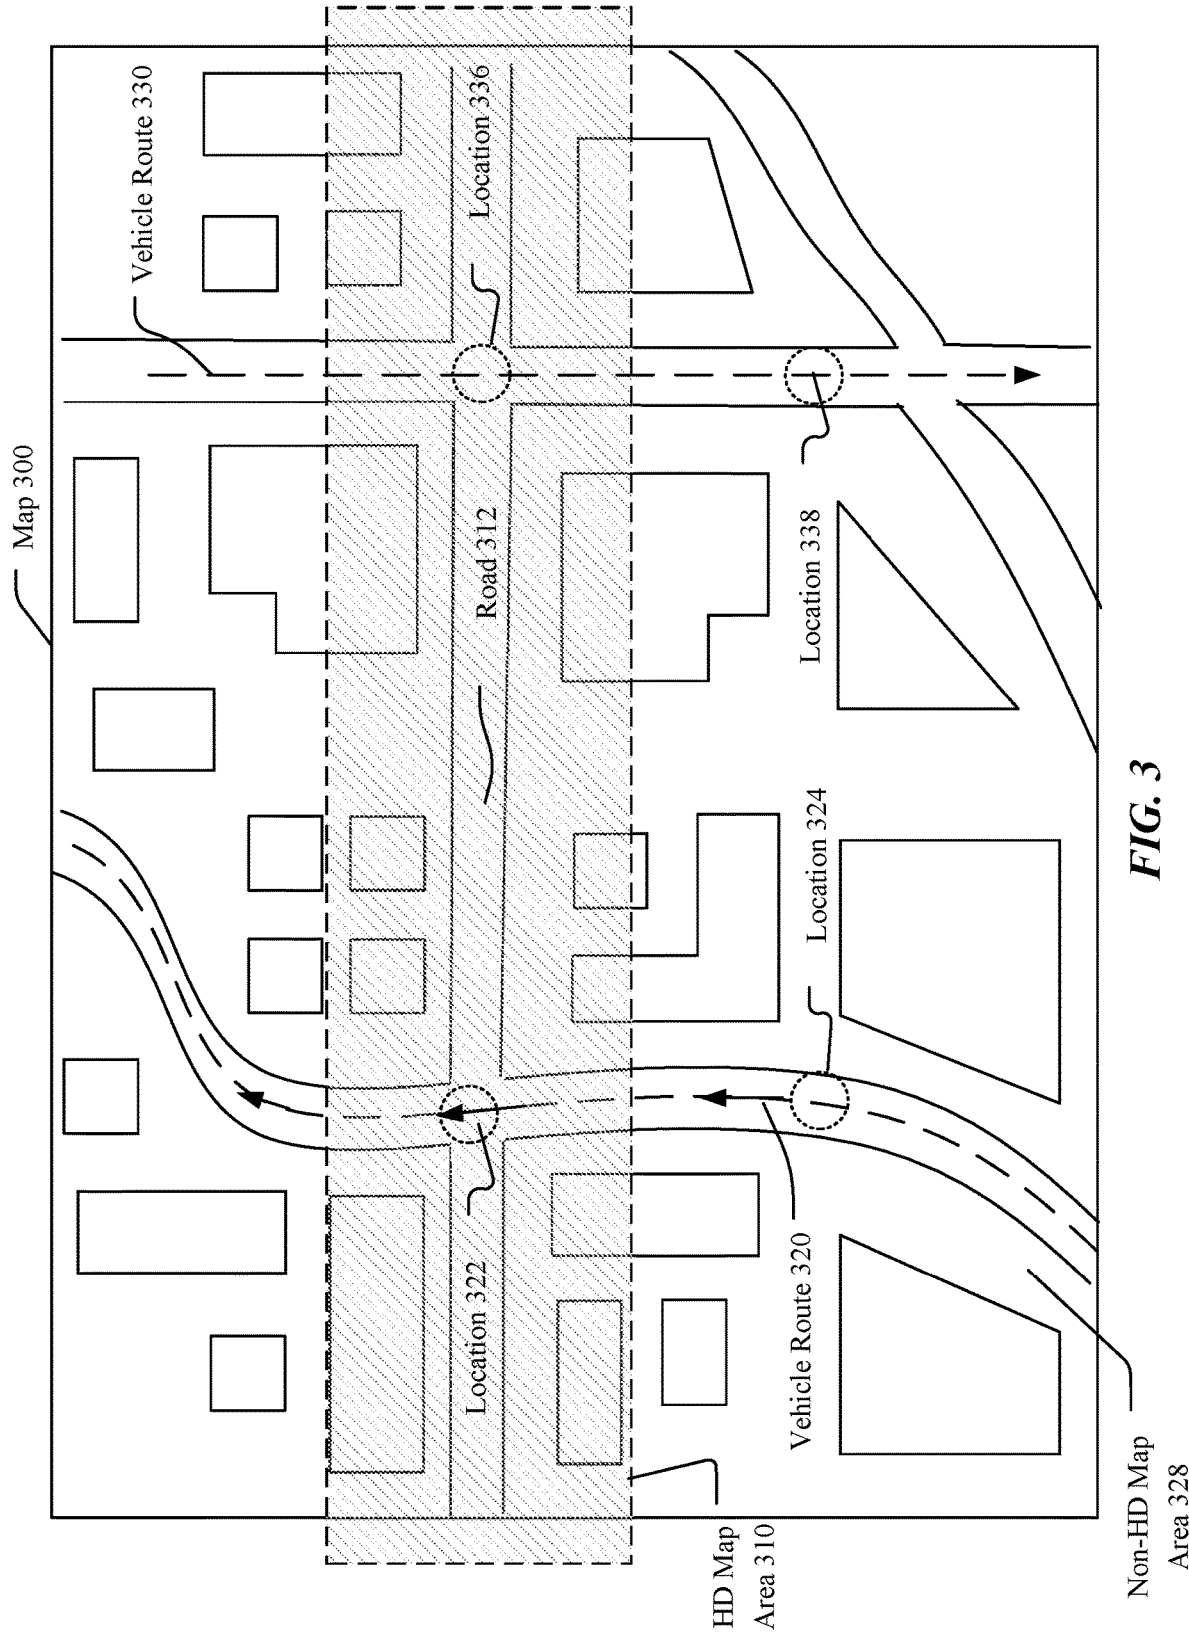 Map 300
Vehicle Route 330
Location 336
Road 312
Location 338
Location 322
Location 324
Vehicle Route 320
HD Map
Area 310
Non-HD Map
Area 328
FIG. 3